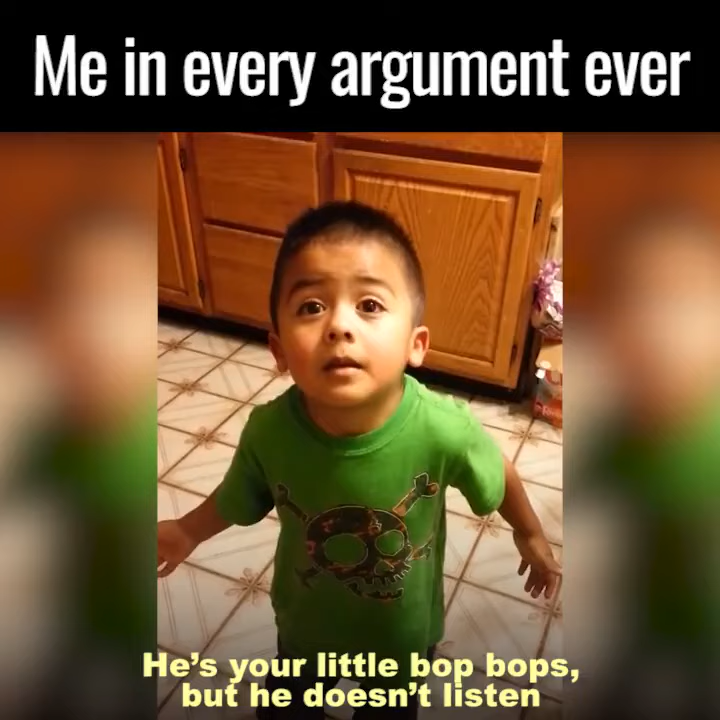 Me in every argument ever
He's your little bop bops,
but he doesn't listen